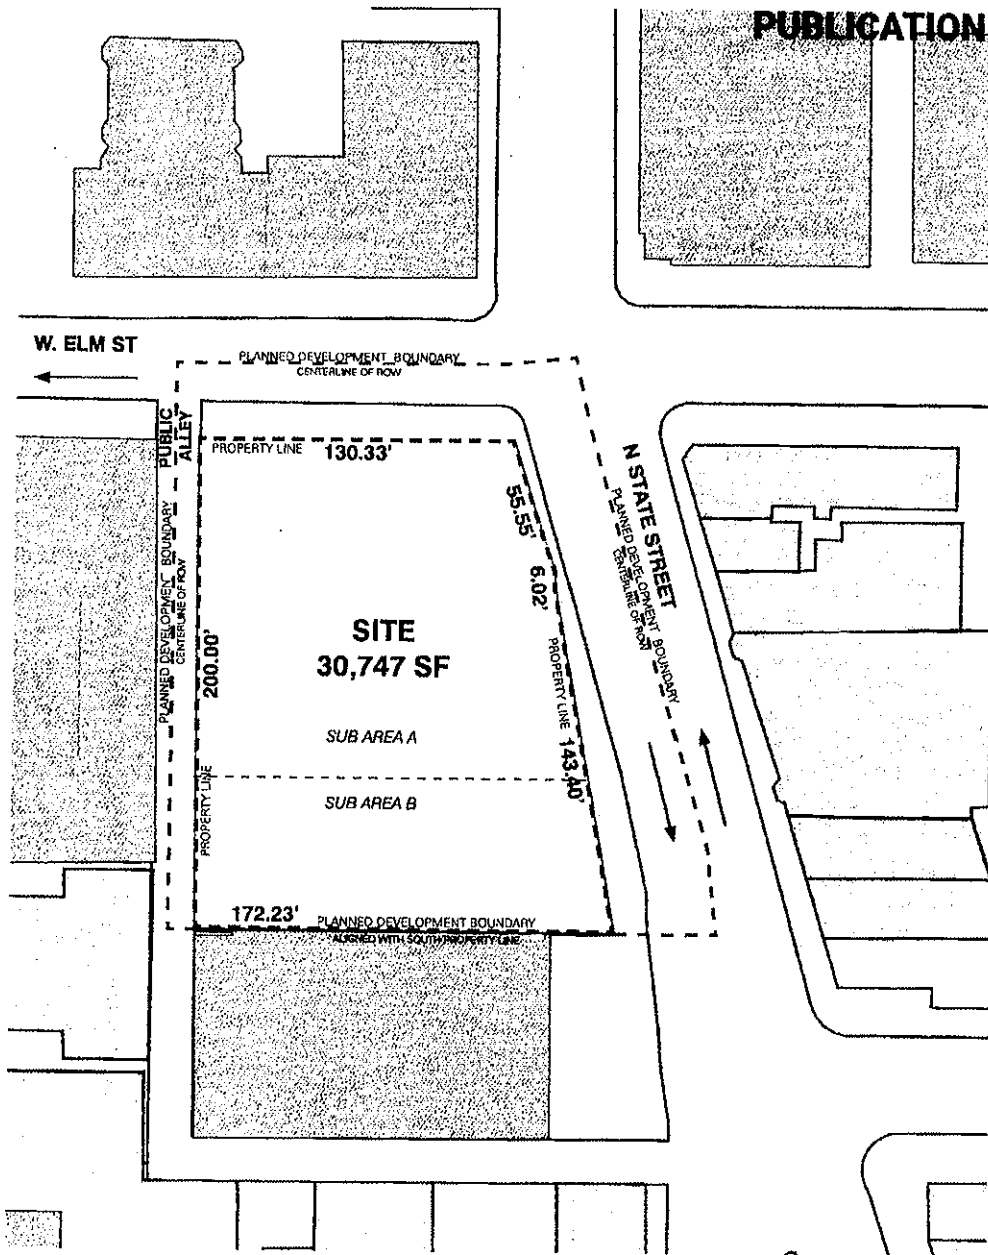 PUBLICATION
W. ELM ST
PLANNED DEVELOPMENT BOUNDARY
CENTERLINE OF ROW
PUBLIC
ALLEY
PROPERTY LINE 130.33'
N STATE STREET
PLANNED DEVELOPMENT BOUNDARY
CENTERLINE OF ROW
55.55'
6.02'
PROPERTY LINE 143.40'
PLANNED DEVELOPMENT BOUNDARY
CENTERLINE OF ROW
200.00'
PROPERTY LINE
SITE
30,747 SF
SUB AREA A
SUB AREA B
172.23' PLANNED DEVELOPMENT BOUNDARY
ALIGNED WITH SOUTH PROPERTY LINE